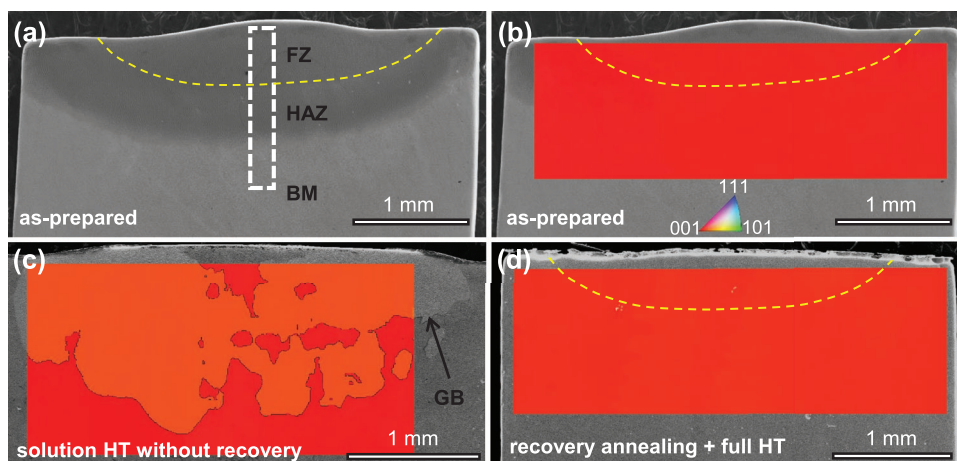 (a)
FZ
HAZ
BM
as-prepared
1 mm
(b)
111
001
101
as-prepared
1 mm
(c)
GB
solution HT without recovery
1 mm
(d)
recovery annealing + full HT
1 mm